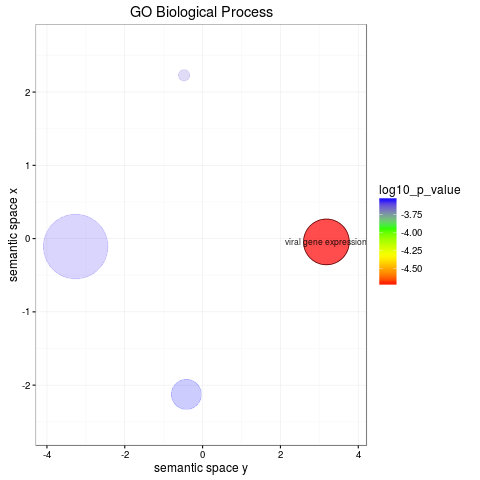 GO Biological Process
semantic space x
2
1
0
-1
-2
viral gene expression
-4
-2
0
2
4
semantic space y
log10_p_value
-3.75
-4.00
-4.25
-4.50